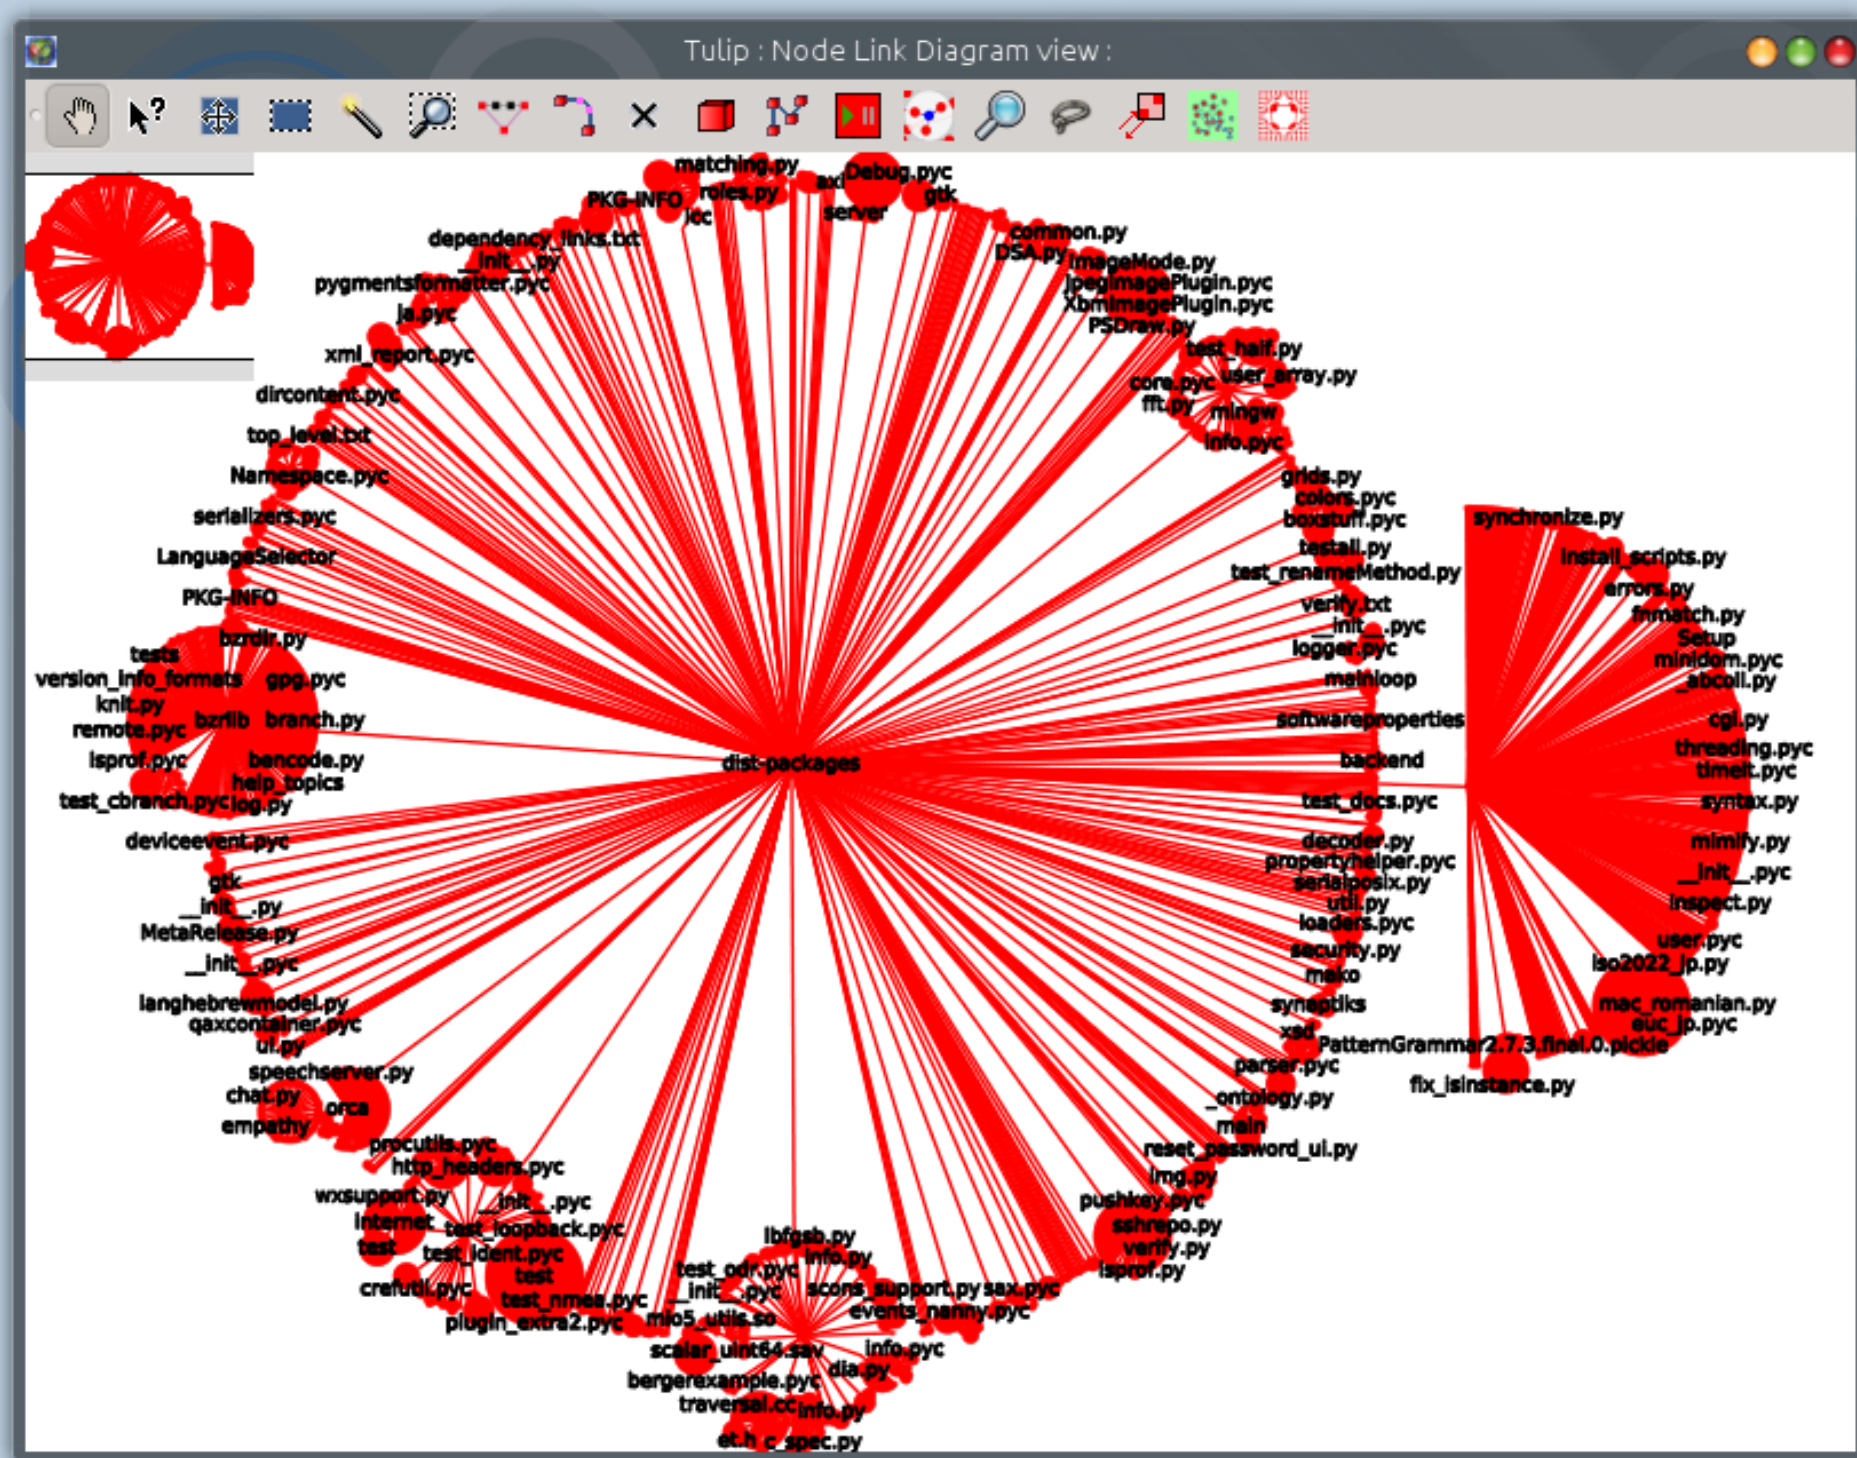 Tulip : Node Link Diagram view :
matching.py
Debug.pyc
axi
PKG-INFO
roles.py
gtk
icc
server
dependency_links.txt
common.py
__init__.py
DSA.py
ImageMode.py
pygmentsformatter.pyc
JpegImagePlugin.pyc
XbmImagePlugin.pyc
ja.pyc
PSDraw.py
xml_report.pyc
test_half.py
core.pyc
user_array.py
dircontent.pyc
fft.py
mingw
top_level.txt
info.pyc
Namespace.pyc
grids.py
colors.pyc
serializers.pyc
boxstuff.pyc
synchronize.py
LanguageSelector
testall.py
install_scripts.py
test_renameMethod.py
errors.py
PKG-INFO
verify.txt
fnmatch.py
__init__.pyc
bzrdir.py
Setup
tests
logger.pyc
minidom.pyc
version_info_formats
gpg.pyc
mainloop
_abcoll.py
knit.py
bzrlib
branch.py
softwareproperties
cgi.py
remote.pyc
lsprof.pyc
bencode.py
backend
threading.pyc
timeit.pyc
dist-packages
help_topics
test_cbranch.pyc
log.py
test_docs.pyc
syntax.py
deviceevent.pyc
decoder.py
mimify.py
propertyhelper.pyc
__init__.pyc
gtk
serialposix.py
__init__.py
util.py
inspect.py
MetaRelease.py
loaders.pyc
user.pyc
__init__.pyc
security.py
iso2022_jp.py
mako
langhebrewmodel.py
synaptiks
mac_romanian.py
qaxcontainer.pyc
xsd
euc_jp.pyc
ui.py
PatternGrammar2.7.3.final.0.pickle
speechserver.py
parser.pyc
fix_isinstance.py
chat.py
orca
_ontology.py
empathy
main
procutils.pyc
reset_password_ui.py
http_headers.pyc
img.py
wxsupport.py
__init__.pyc
pushkey.pyc
internet
test_loopback.pyc
sshrepo.py
test
test_ident.pyc
lbfgsb.py
info.py
verify.py
test
test_odr.pyc
lsprof.py
crefutil.pyc
__init__.pyc
scons_support.py
sax.pyc
test_nmea.pyc
events_nanny.pyc
plugin_extra2.pyc
mio5_utils.so
scalar_uint64.sav
info.pyc
dia.py
bergerexample.pyc
traversal.cc
info.py
et.h
c_spec.py